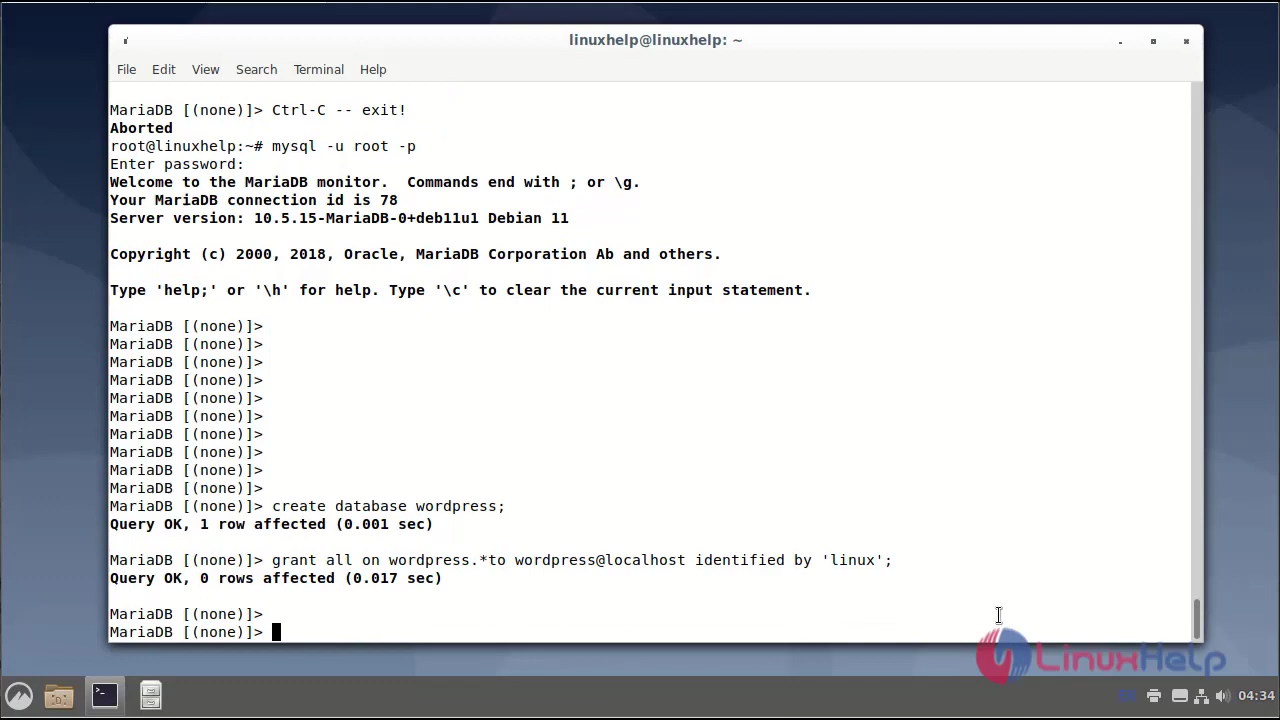 linuxhelp@linuxhelp: ~
File Edit View Search Terminal Help
MariaDB [(none)]> Ctrl-C -- exit!
Aborted
root@linuxhelp:~# mysql -u root -p
Enter password:
Welcome to the MariaDB monitor.  Commands end with ; or \g.
Your MariaDB connection id is 78
Server version: 10.5.15-MariaDB-0+deb11u1 Debian 11
Copyright (c) 2000, 2018, Oracle, MariaDB Corporation Ab and others.
Type 'help;' or '\h' for help. Type '\c' to clear the current input statement.
MariaDB [(none)]>
MariaDB [(none)]>
MariaDB [(none)]>
MariaDB [(none)]>
MariaDB [(none)]>
MariaDB [(none)]>
MariaDB [(none)]>
MariaDB [(none)]>
MariaDB [(none)]>
MariaDB [(none)]>
MariaDB [(none)]> create database wordpress;
Query OK, 1 row affected (0.001 sec)
MariaDB [(none)]> grant all on wordpress.*to wordpress@localhost identified by 'linux';
Query OK, 0 rows affected (0.017 sec)
MariaDB [(none)]>
MariaDB [(none)]>
LinuxHelp
04:34